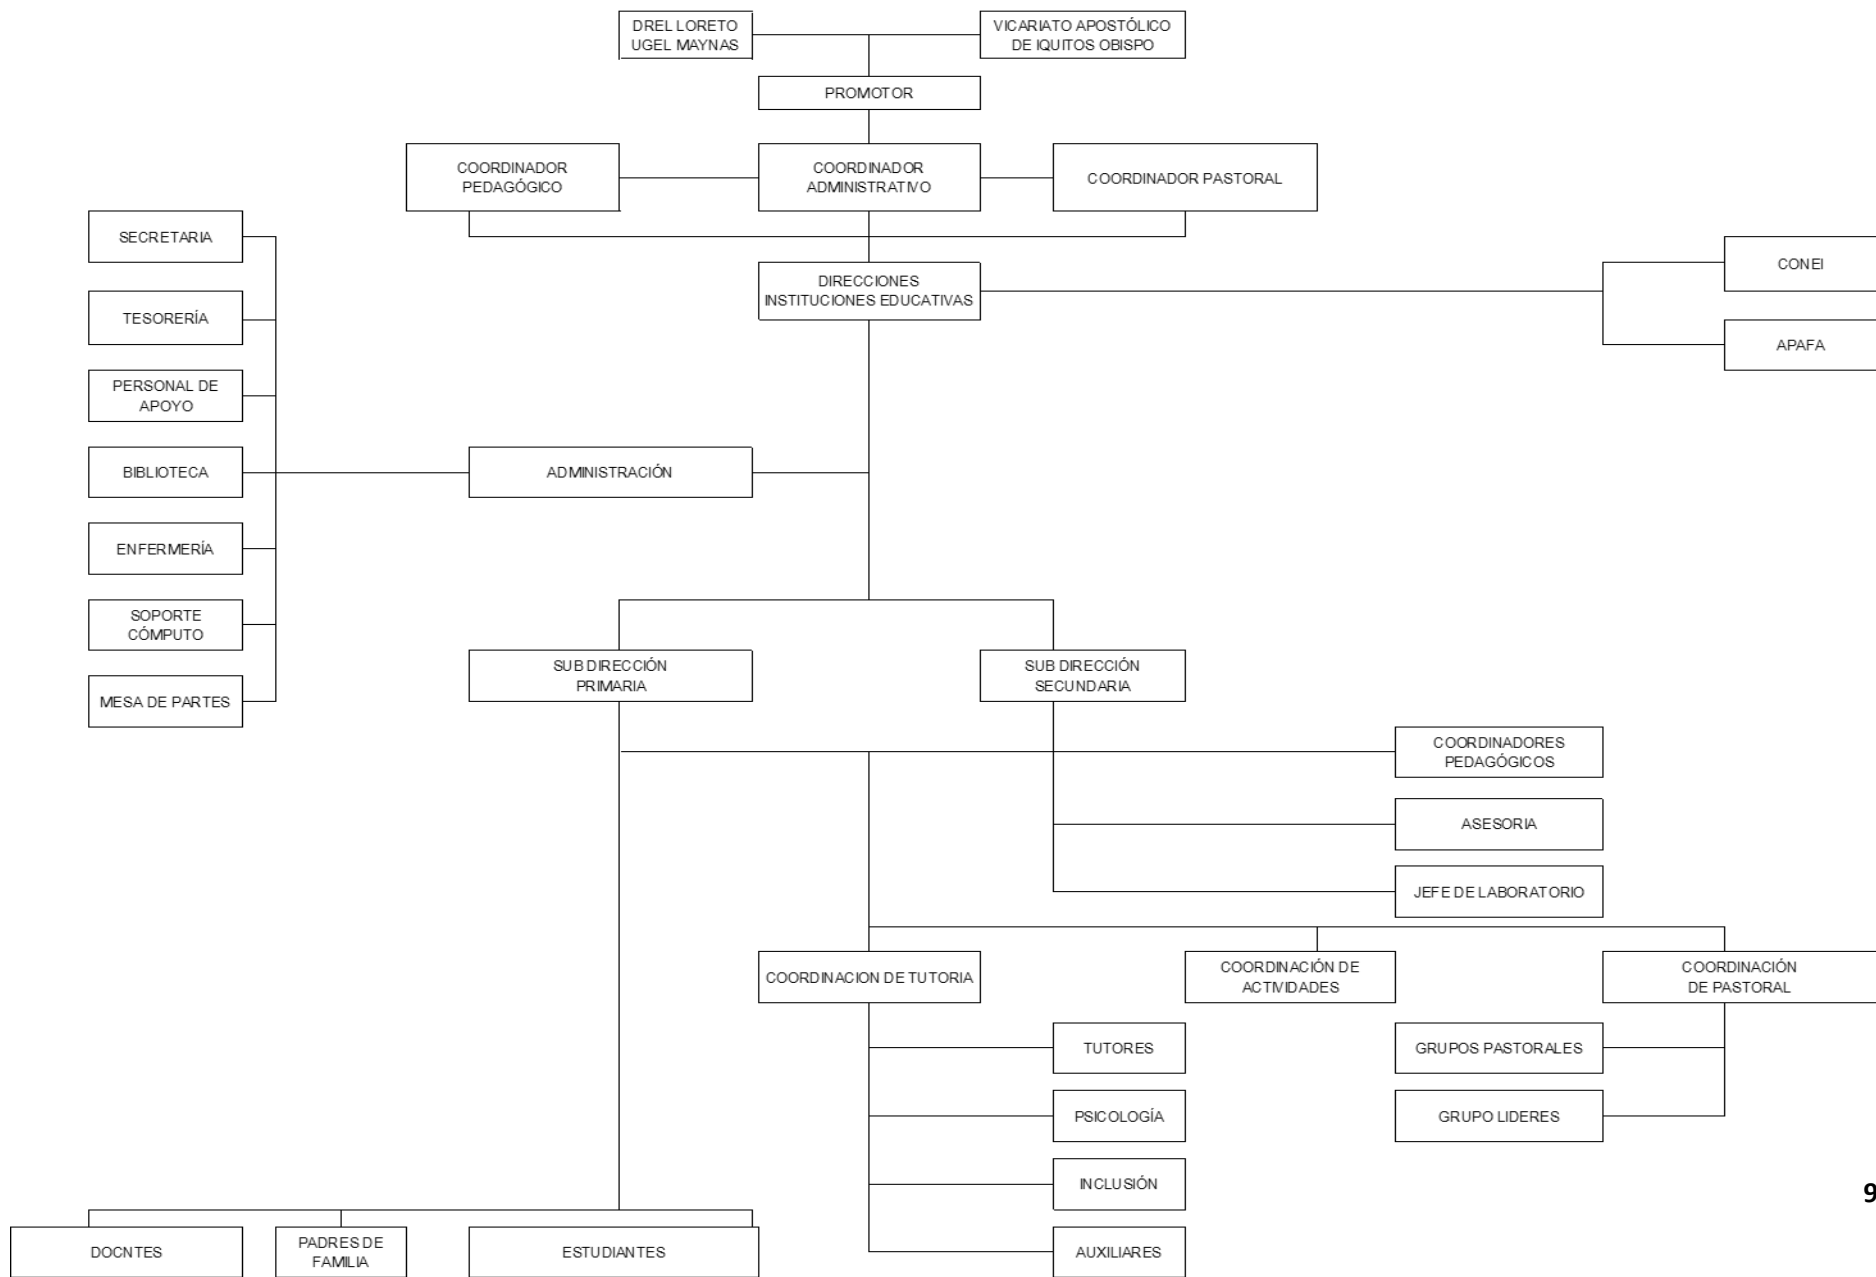 DREL LORETO
UGEL MAYNAS
VICARIATO APOSTÓLICO
DE IQUITOS OBISPO
PROMOTOR
COORDINADOR
PEDAGÓGICO
COORDINADOR
ADMINISTRATIVO
COORDINADOR PASTORAL
SECRETARIA
TESORERÍA
PERSONAL DE
APOYO
BIBLIOTECA
ENFERMERÍA
SOPORTE
CÓMPUTO
MESA DE PARTES
DIRECCIONES
INSTITUCIONES EDUCATIVAS
CONEI
APAFA
ADMINISTRACIÓN
SUB DIRECCIÓN
PRIMARIA
SUB DIRECCIÓN
SECUNDARIA
COORDINADORES
PEDAGÓGICOS
ASESORIA
JEFE DE LABORATORIO
COORDINACION DE TUTORIA
COORDINACIÓN DE
ACTIVIDADES
COORDINACIÓN
DE PASTORAL
TUTORES
PSICOLOGÍA
INCLUSIÓN
AUXILIARES
GRUPOS PASTORALES
GRUPO LIDERES
DOCNTES
PADRES DE
FAMILIA
ESTUDIANTES
9